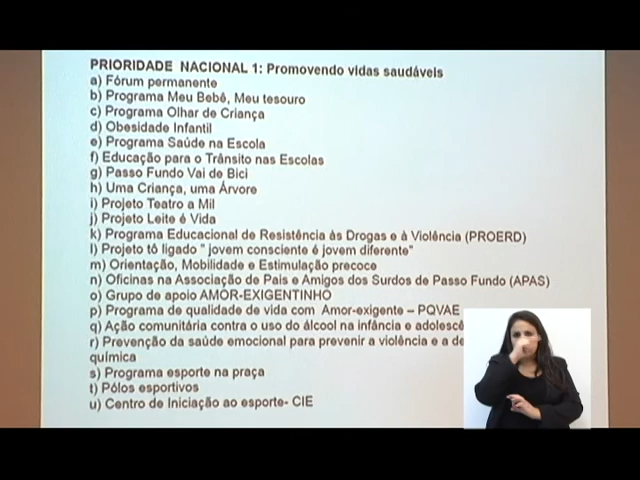 PRIORIDADE NACIONAL 1: Promovendo vidas saudáveis
a) Fórum permanente
b) Programa Meu Bebê, Meu tesouro
c) Programa Olhar de Criança
d) Obesidade Infantil
e) Programa Saúde na Escola
f) Educação para o Trânsito nas Escolas
g) Passo Fundo Vai de Bici
h) Uma Criança, uma Árvore
i) Projeto Teatro a Mil
j) Projeto Leite é Vida
k) Programa Educacional de Resistência às Drogas e à Violência (PROERD)
l) Projeto tô ligado " jovem consciente é jovem diferente"
m) Orientação, Mobilidade e Estimulação precoce
n) Oficinas na Associação de Pais e Amigos dos Surdos de Passo Fundo (APAS)
o) Grupo de apoio AMOR-EXIGENTINHO
p) Programa de qualidade de vida com Amor-exigente – PQVAE
q) Ação comunitária contra o uso do álcool na infância e
r) Prevenção da saúde emocional para prevenir a violência e a
química
s) Programa esporte na praça
t) Pólos esportivos
u) Centro de Iniciação ao esporte- CIE